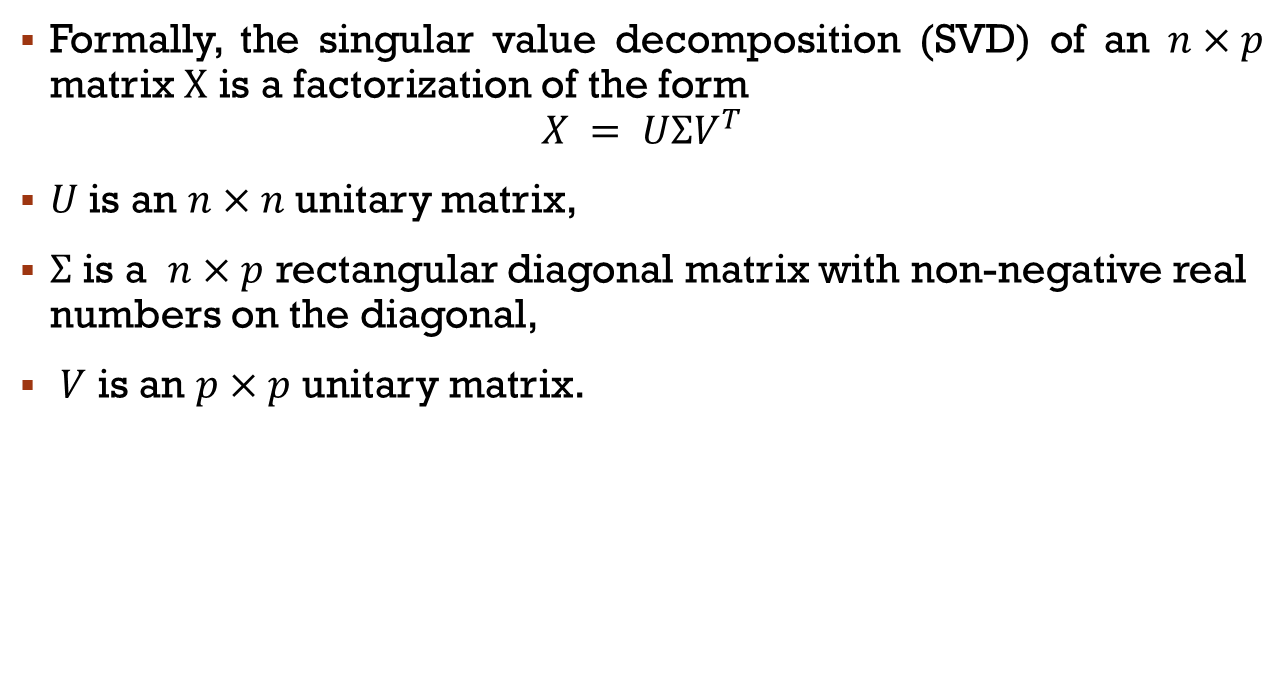 ▪ Formally, the singular value decomposition (SVD) of an 𝑛 × 𝑝
matrix X is a factorization of the form
𝑋 = 𝑈Σ𝑉ᵀ
▪ 𝑈 is an 𝑛 × 𝑛 unitary matrix,
▪ Σ is a 𝑛 × 𝑝 rectangular diagonal matrix with non-negative real
numbers on the diagonal,
▪ 𝑉 is an 𝑝 × 𝑝 unitary matrix.